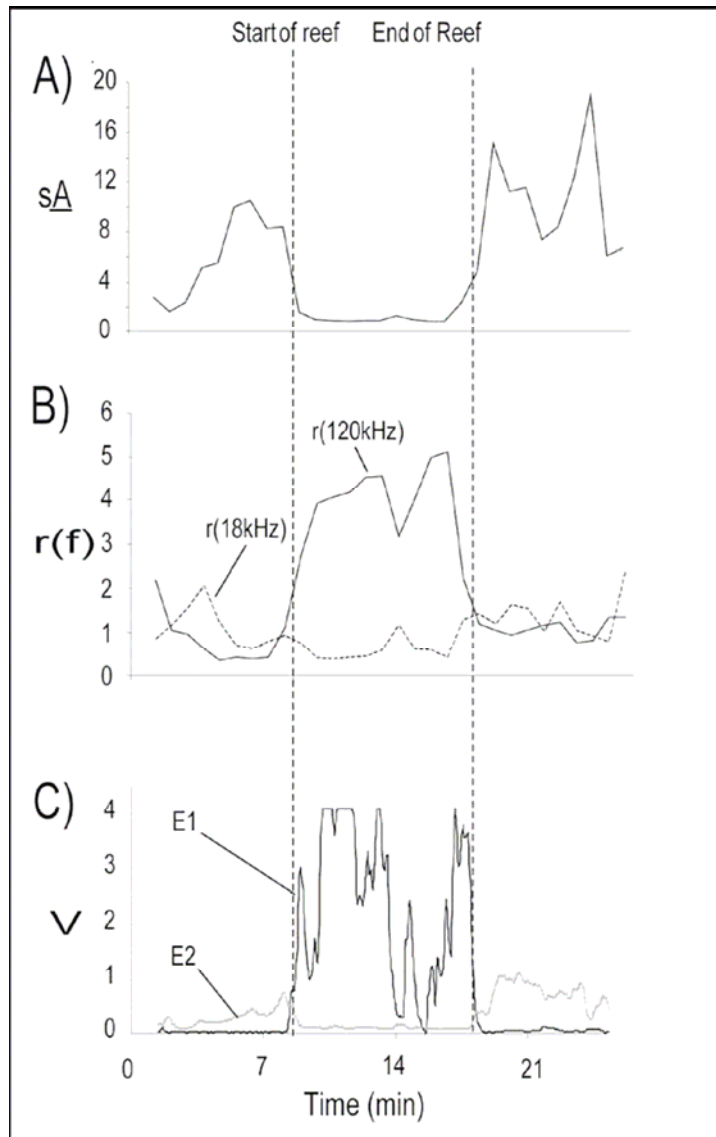 Start of reef End of Reef
A)
20
16
12
sA
8
4
0
B)
6
r(120kHz)
5
4
r(18kHz)
r(f)
3
2
1
0
C)
4
E1
3
V
2
E2
1
0
0 7 14 21
Time (min)